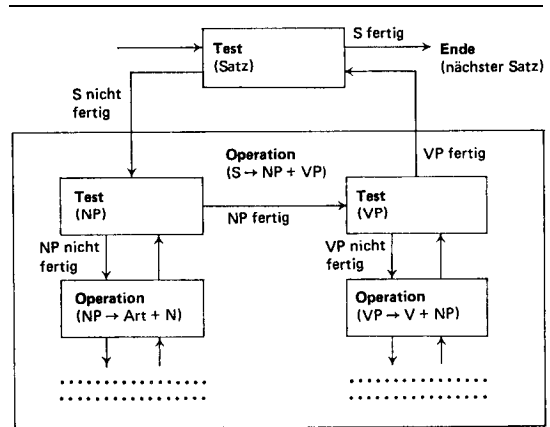 S fertig
Test
(Satz)
Ende
(nächster Satz)
S nicht
fertig
Operation
(S → NP + VP)
VP fertig
Test
(NP)
NP fertig
Test
(VP)
NP nicht
fertig
VP nicht
fertig
Operation
(NP → Art + N)
Operation
(VP → V + NP)